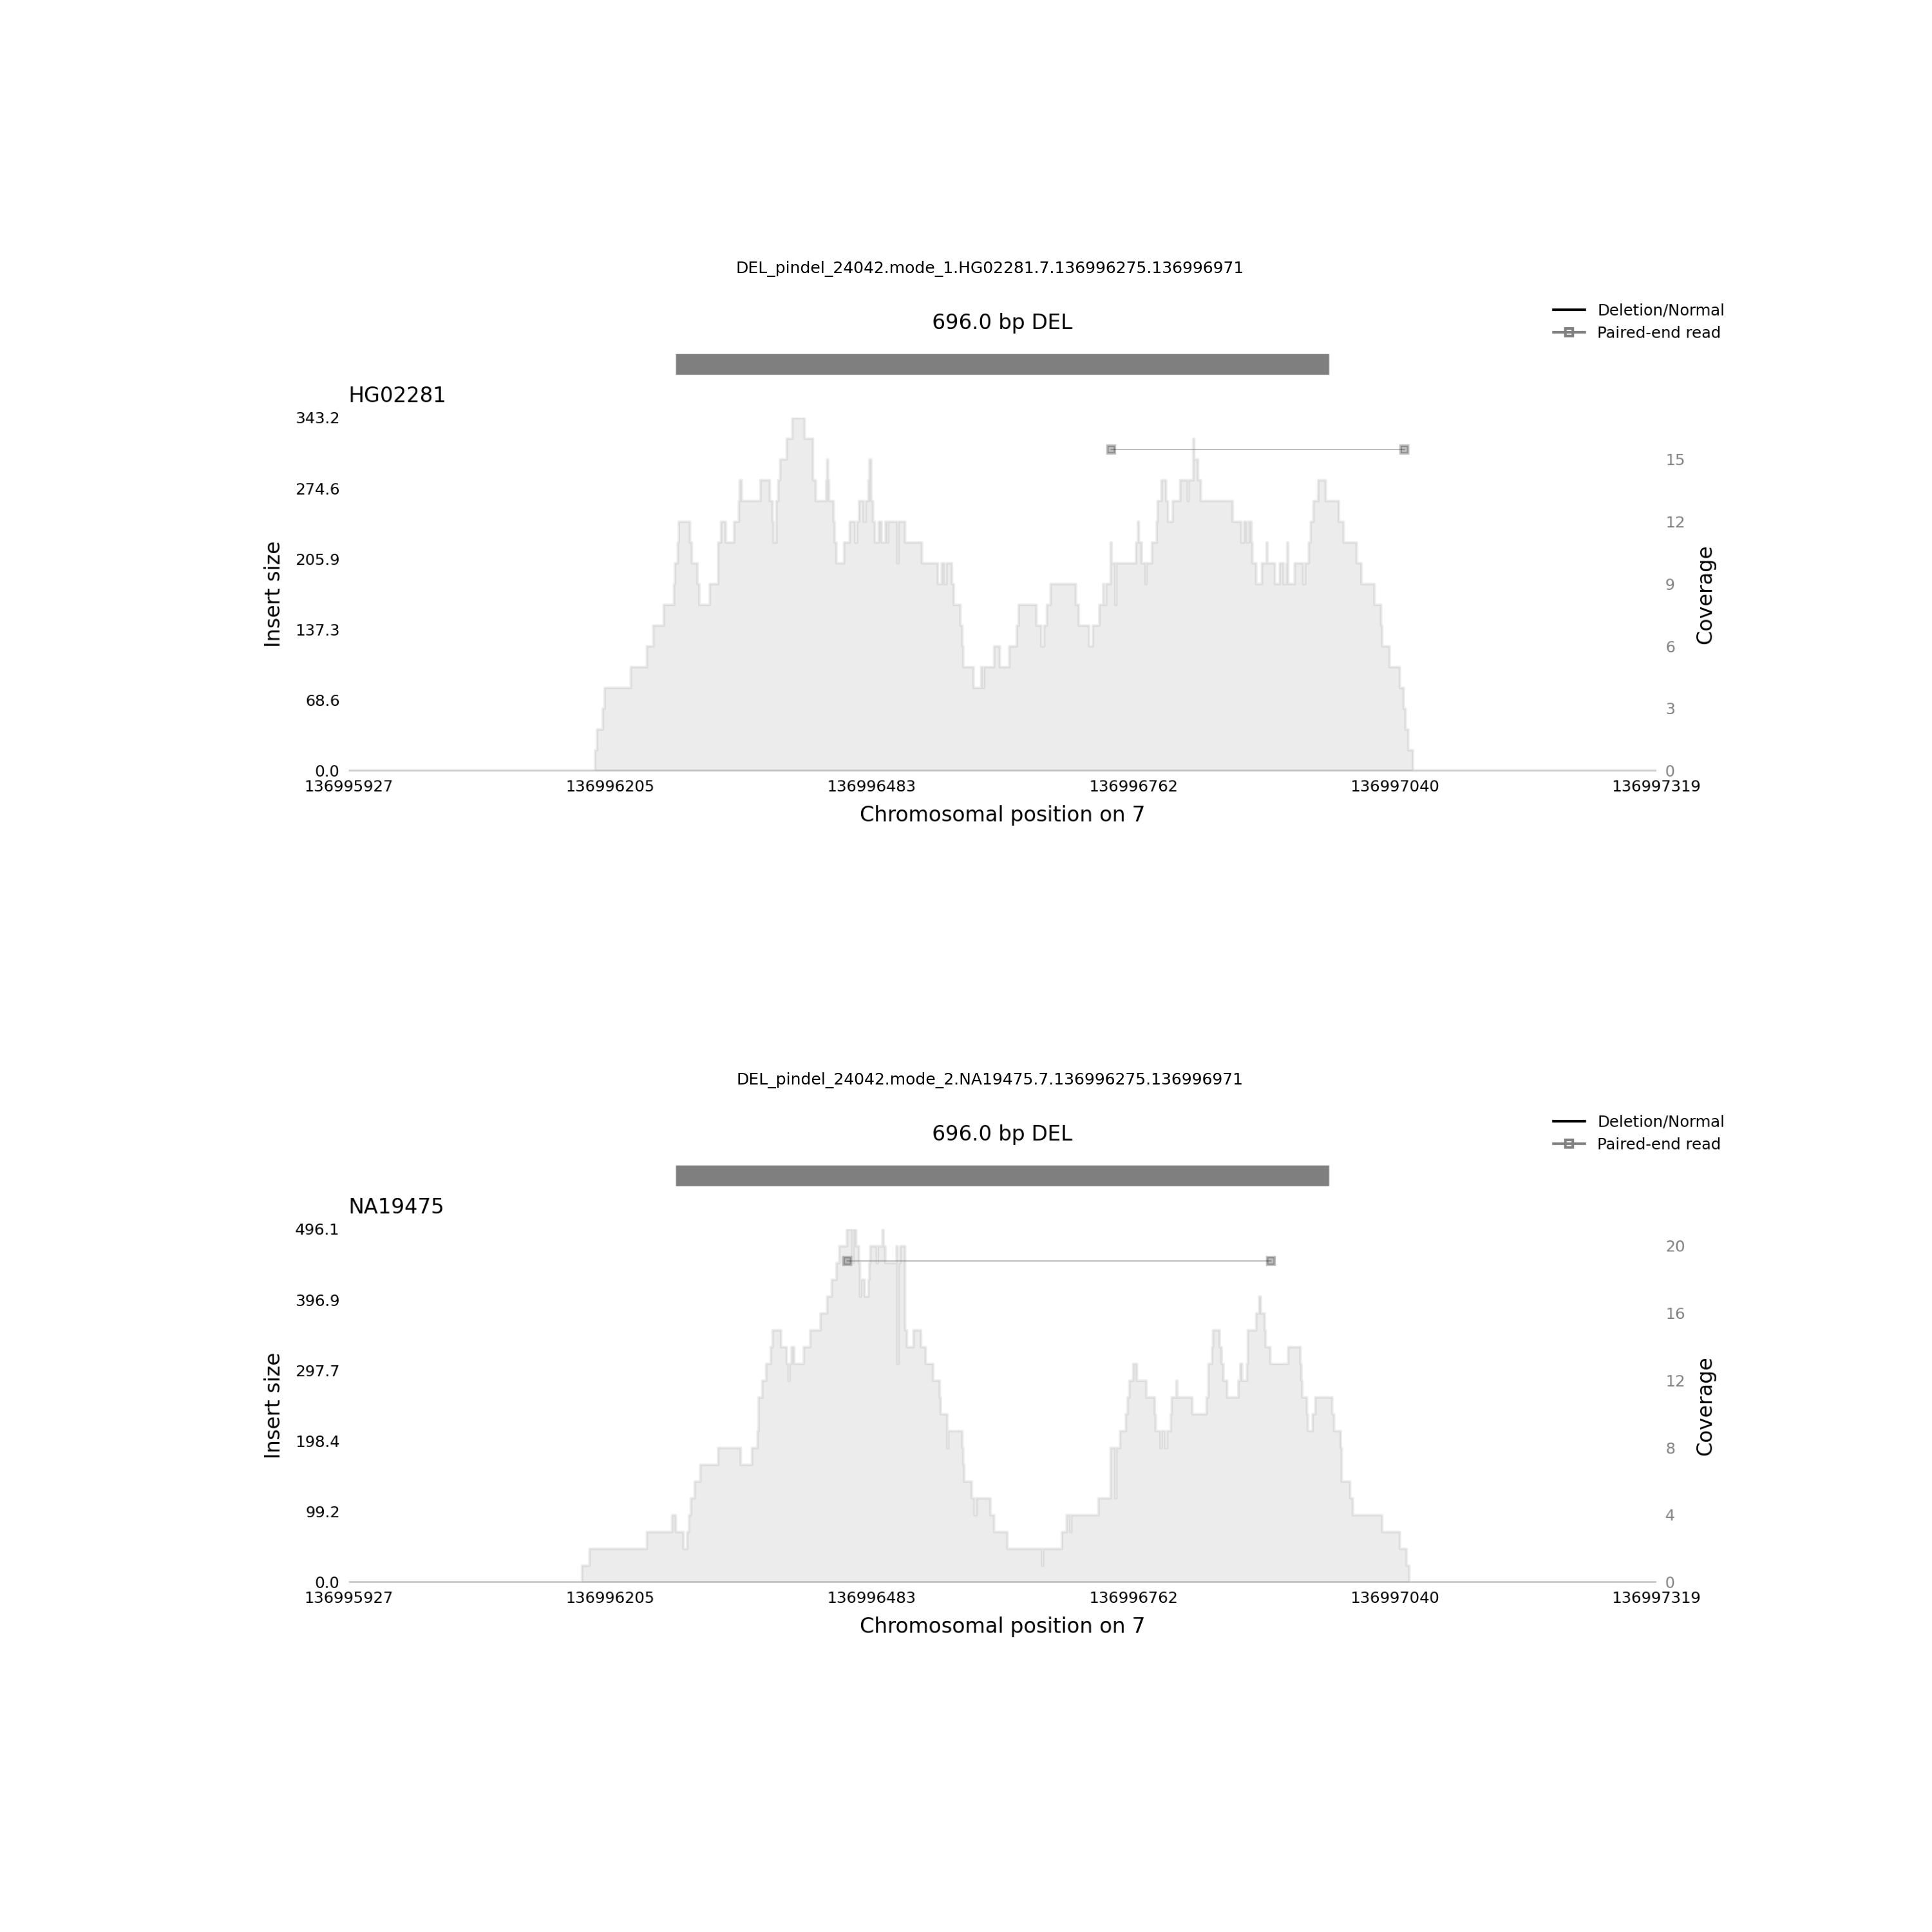 DEL_pindel_24042.mode_1.HG02281.7.136996275.136996971
696.0 bp DEL
Deletion/Normal
Paired-end read
HG02281
343.2
274.6
205.9
137.3
68.6
0.0
Insert size
15
12
9
6
3
0
Coverage
136995927 136996205 136996483 136996762 136997040 136997319
Chromosomal position on 7
DEL_pindel_24042.mode_2.NA19475.7.136996275.136996971
696.0 bp DEL
Deletion/Normal
Paired-end read
NA19475
496.1
396.9
297.7
198.4
99.2
0.0
Insert size
20
16
12
8
4
0
Coverage
136995927 136996205 136996483 136996762 136997040 136997319
Chromosomal position on 7